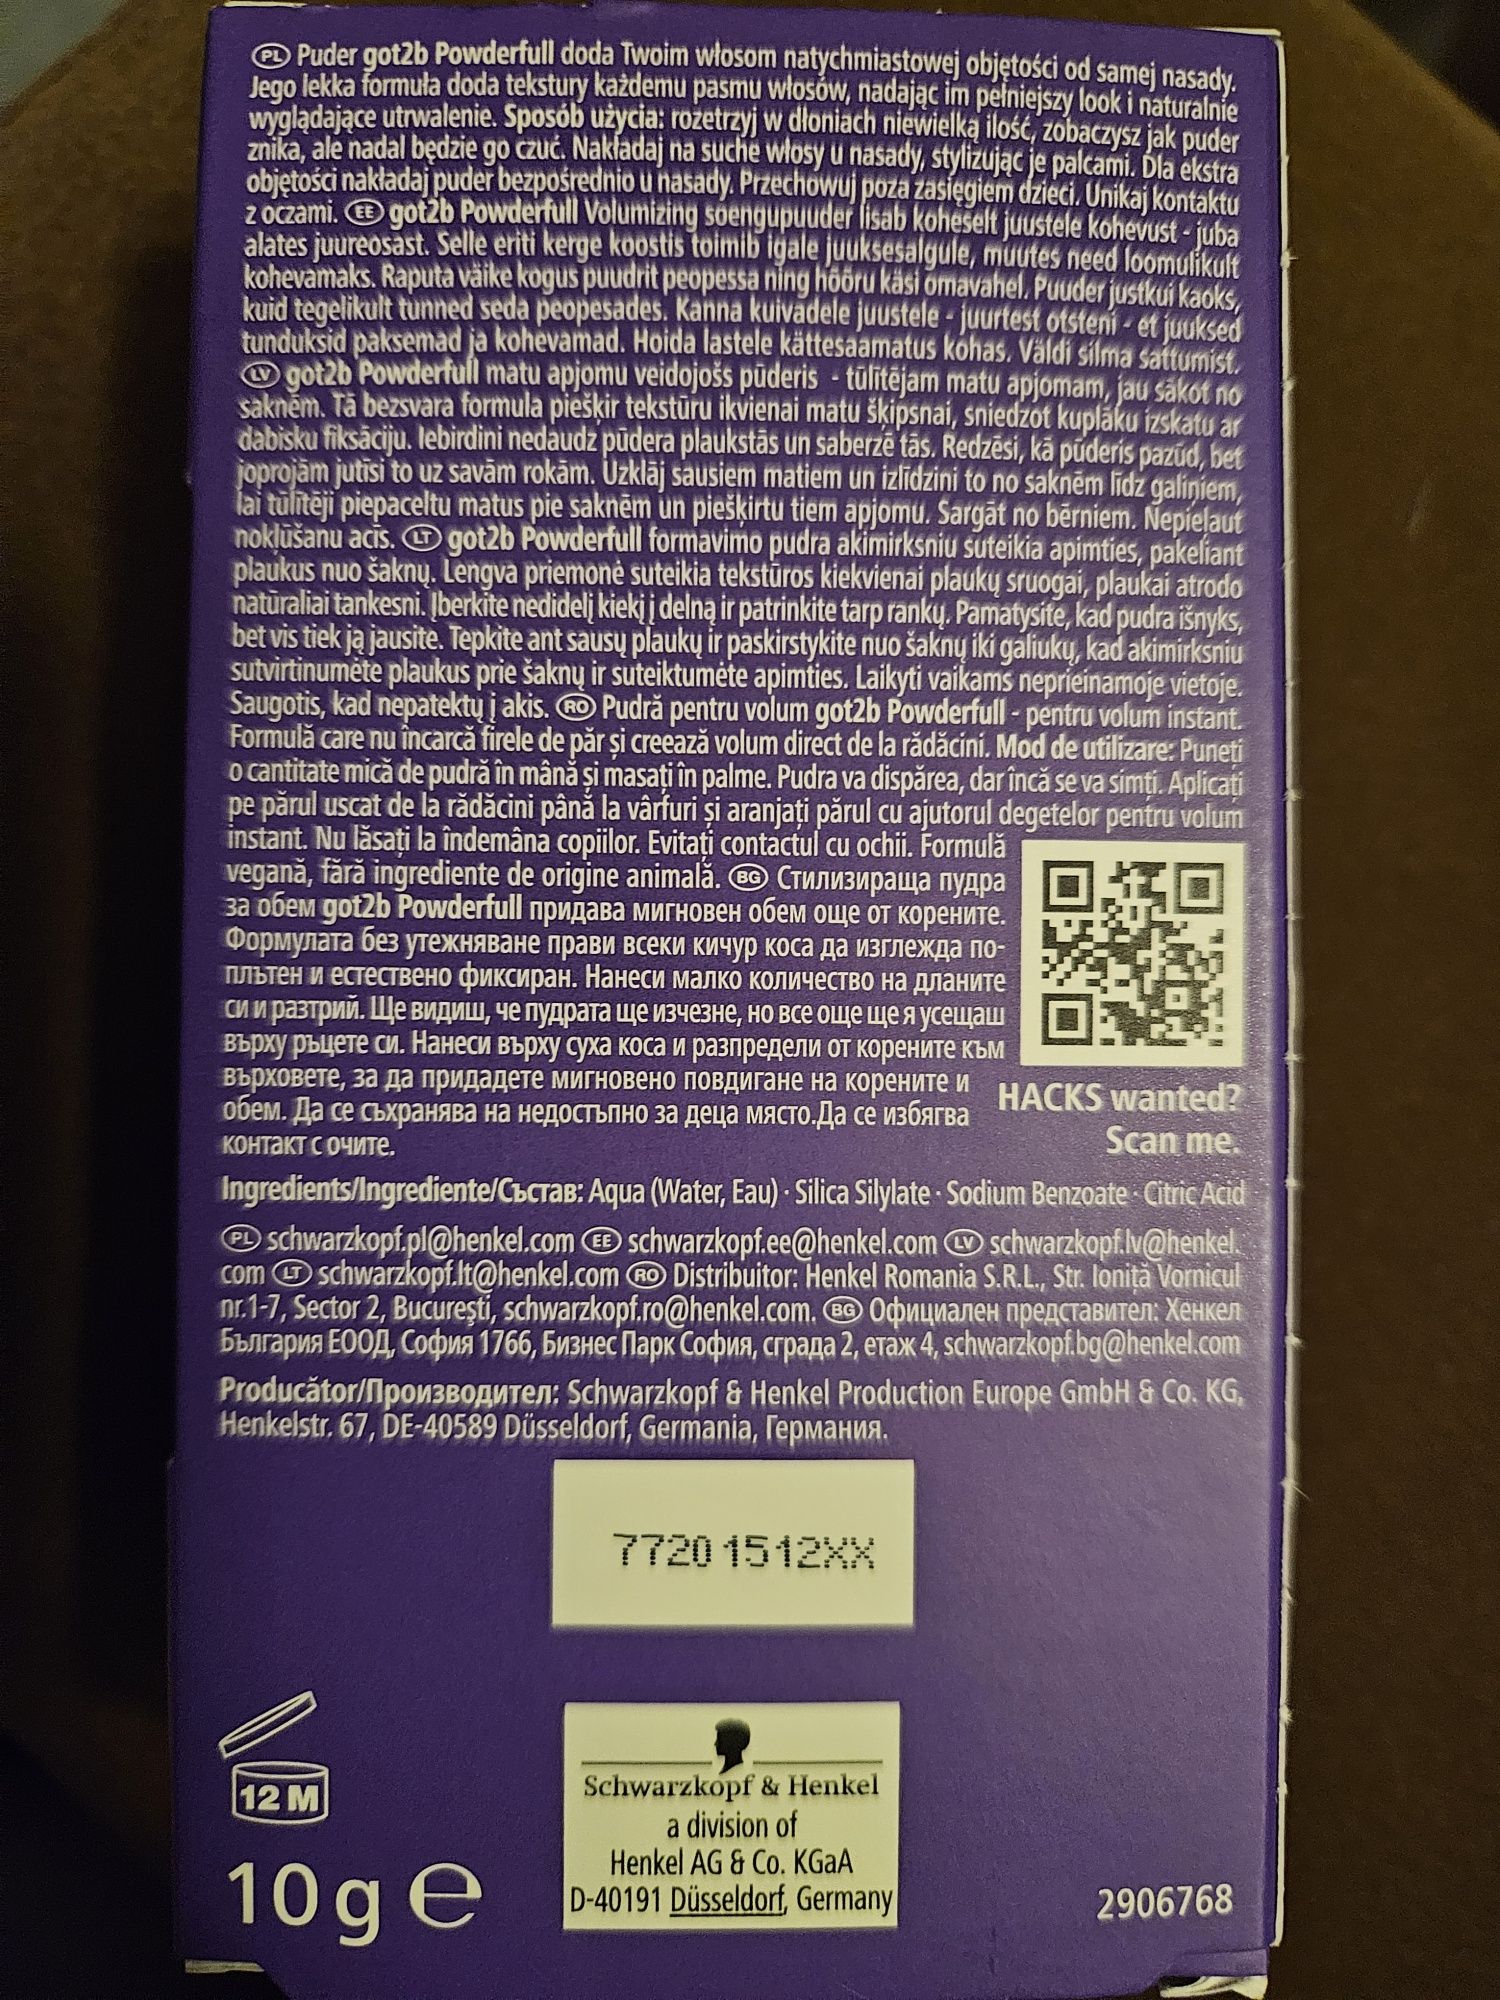 PL Puder got2b Powderfull doda Twoim włosom natychmiastowej objętości od samej nasady.
Jego lekka formuła doda tekstury każdemu pasmu włosów, nadając im pełniejszy look i naturalnie
wyglądające utrwalenie. Sposób użycia: rozetrzyj w dłoniach niewielką ilość, zobaczysz jak puder
znika, ale nadal będzie go czuć. Nakładaj na suche włosy u nasady, stylizując je palcami. Dla ekstra
objętości nakładaj puder bezpośrednio u nasady. Przechowuj poza zasięgiem dzieci. Unikaj kontaktu
z oczami. EE got2b Powderfull Volumizing soengupuuder lisab koheselt juustele kohevust - juba
alates juureosast. Selle eriti kerge koostis toimib igale juuksesalgule, muutes need loomulikult
kohevamaks. Raputa väike kogus puudrit peopessa ning hõõru käsi omavahel. Puuder justkui kaoks,
kuid tegelikult tunned seda peopesades. Kanna kuivadele juustele - juurtest otsteni - et juuksed
tunduksid paksemad ja kohevamad. Hoida lastele kättesaamatus kohas. Väldi silma sattumist.
LV got2b Powderfull matu apjomu veidojošs pūderis - tūlītējam matu apjomam, jau sākot no
saknēm. Tā bezsvara formula piešķir tekstūru ikvienai matu šķipsnai, sniedzot kuplāku izskatu ar
dabisku fiksāciju. Iebirdini nedaudz pūdera plaukstās un saberzē tās. Redzēsi, kā pūderis pazūd, bet
joprojām jutīsi to uz savām rokām. Uzklāj sausiem matiem un izlīdzini to no saknēm līdz galiņiem,
lai tūlītēji piepaceltu matus pie saknēm un piešķirtu tiem apjomu. Sargāt no bērniem. Nepieļaut
nokļūšanu acīs. LT got2b Powderfull formavimo pudra akimirksniu suteikia apimties, pakeliant
plaukus nuo šaknų. Lengva priemonė suteikia tekstūros kiekvienai plaukų sruogai, plaukai atrodo
natūraliai tankesni. Įberkite nedidelį kiekį į delną ir patrinkite tarp rankų. Pamatysite, kad pudra išnyks,
bet vis tiek ją jausite. Tepkite ant sausų plaukų ir paskirstykite nuo šaknų iki galiukų, kad akimirksniu
sutvirtinumėte plaukus prie šaknų ir suteiktumėte apimties. Laikyti vaikams neprieinamoje vietoje.
Saugotis, kad nepatektų į akis. RO Pudră pentru volum got2b Powderfull - pentru volum instant.
Formulă care nu încarcă firele de păr și creează volum direct de la rădăcini. Mod de utilizare: Puneți
o cantitate mică de pudră în mână și masați în palme. Pudra va dispărea, dar încă se va simți. Aplicați
pe părul uscat de la rădăcini până la vârfuri și aranjați părul cu ajutorul degetelor pentru volum
instant. Nu lăsați la îndemâna copiilor. Evitați contactul cu ochii. Formulă
vegană, fără ingrediente de origine animală. BG Стилизираща пудра
за обем got2b Powderfull придава мигновен обем още от корените.
Формулата без утежняване прави всеки кичур коса да изглежда по-
плътен и естествено фиксиран. Нанеси малко количество на дланите
си и разтрий. Ще видиш, че пудрата ще изчезне, но все още ще я усещаш
върху ръцете си. Нанеси върху суха коса и разпредели от корените към
върховете, за да придадете мигновено повдигане на корените и
обем. Да се съхранява на недостъпно за деца място.Да се избягва
контакт с очите.
HACKS wanted?
Scan me.
Ingredients/Ingrediente/Състав: Aqua (Water, Eau) · Silica Silylate · Sodium Benzoate · Citric Acid
PL schwarzkopf.pl@henkel.com EE schwarzkopf.ee@henkel.com LV schwarzkopf.lv@henkel.
com LT schwarzkopf.lt@henkel.com RO Distribuitor: Henkel Romania S.R.L., Str. Ioniță Vornicul
nr.1-7, Sector 2, București, schwarzkopf.ro@henkel.com. BG Официален представител: Хенкел
България ЕООД, София 1766, Бизнес Парк София, сграда 2, етаж 4, schwarzkopf.bg@henkel.com
Producător/Производител: Schwarzkopf & Henkel Production Europe GmbH & Co. KG,
Henkelstr. 67, DE-40589 Düsseldorf, Germania, Германия.
7720 1512XX
12 M
10 g e
Schwarzkopf & Henkel
a division of
Henkel AG & Co. KGaA
D-40191 Düsseldorf, Germany
2906768